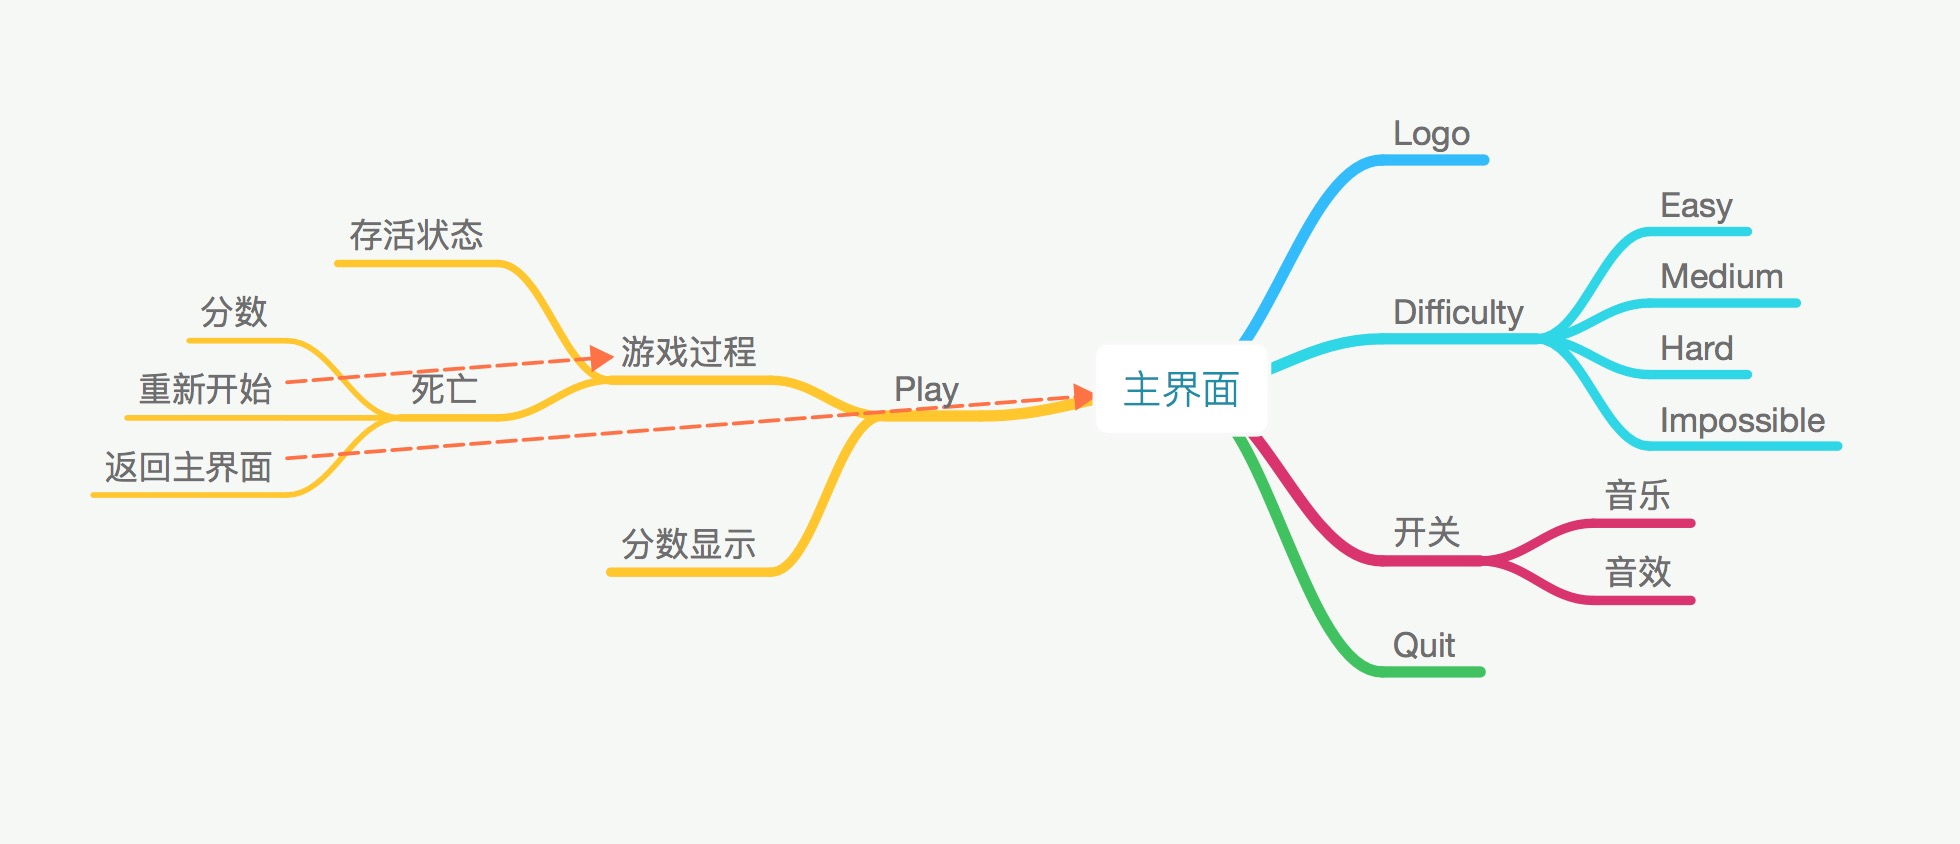 Logo
Easy
存活状态
Medium
分数
Difficulty
游戏过程
Hard
重新开始
死亡
Play
主界面
Impossible
返回主界面
音乐
开关
分数显示
音效
Quit